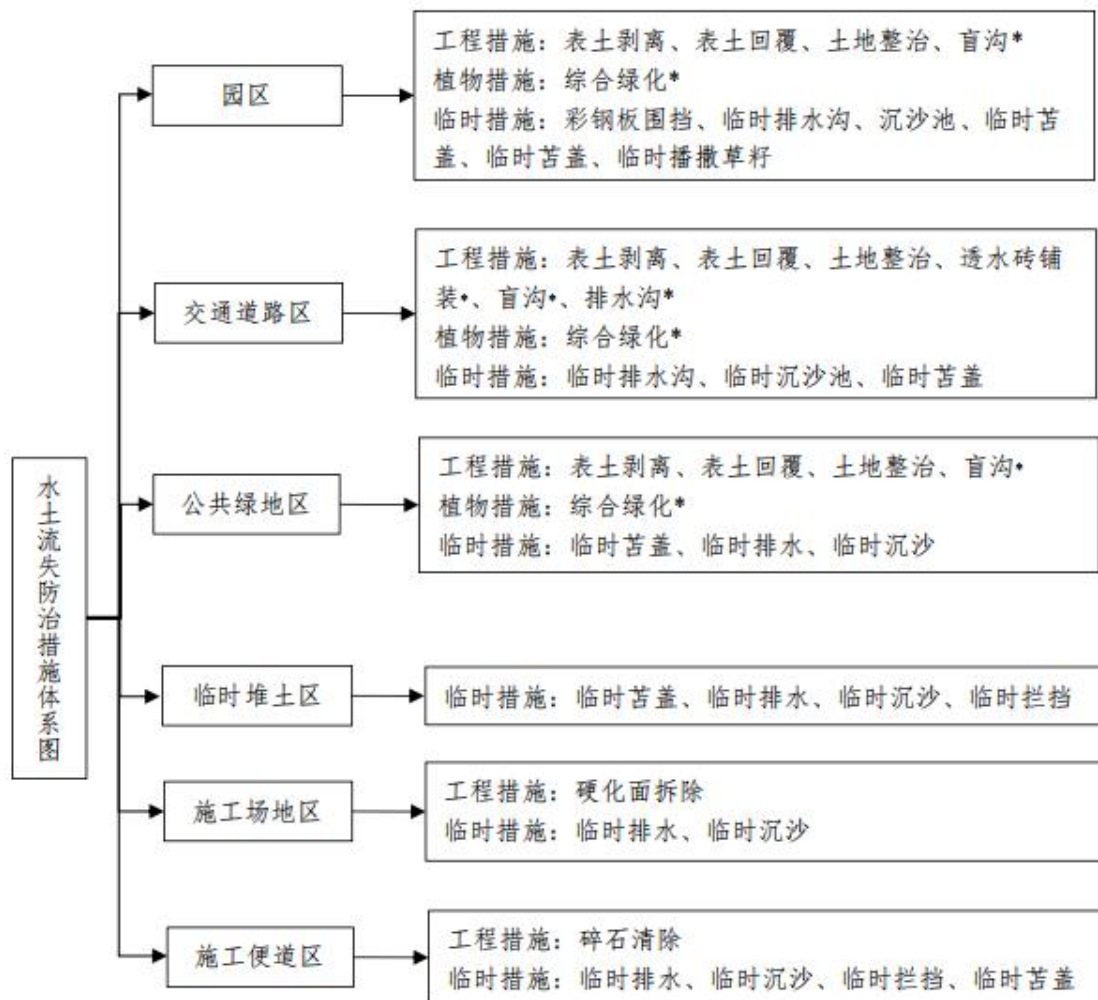 水土流失防治措施体系图
园区
工程措施：表土剥离、表土回覆、土地整治、盲沟*
植物措施：综合绿化*
临时措施：彩钢板围挡、临时排水沟、沉沙池、临时苫
盖、临时苫盖、临时播撒草籽
交通道路区
工程措施：表土剥离、表土回覆、土地整治、透水砖铺
装*、盲沟*、排水沟*
植物措施：综合绿化*
临时措施：临时排水沟、临时沉沙池、临时苫盖
公共绿地区
工程措施：表土剥离、表土回覆、土地整治、盲沟*
植物措施：综合绿化*
临时措施：临时苫盖、临时排水、临时沉沙
临时堆土区
临时措施：临时苫盖、临时排水、临时沉沙、临时拦挡
施工场地区
工程措施：硬化面拆除
临时措施：临时排水、临时沉沙
施工便道区
工程措施：碎石清除
临时措施：临时排水、临时沉沙、临时拦挡、临时苫盖